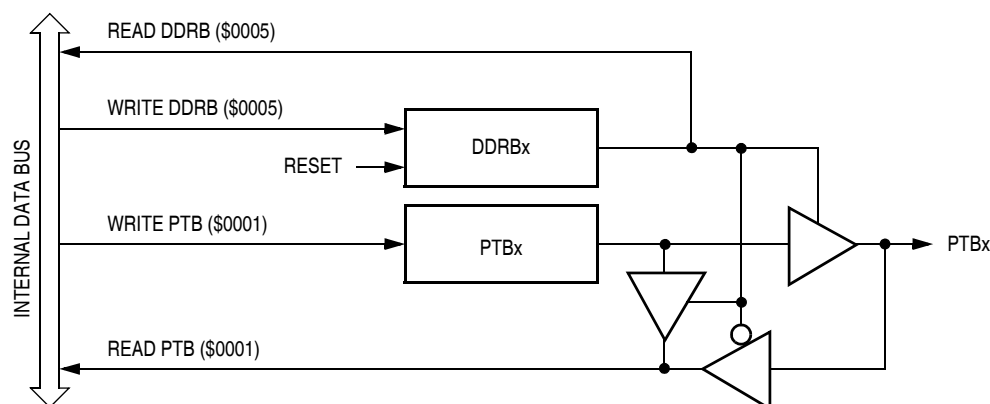 READ DDRB ($0005)
WRITE DDRB ($0005)
DDRBx
RESET
WRITE PTB ($0001)
PTBx
PTBx
READ PTB ($0001)
INTERNAL DATA BUS